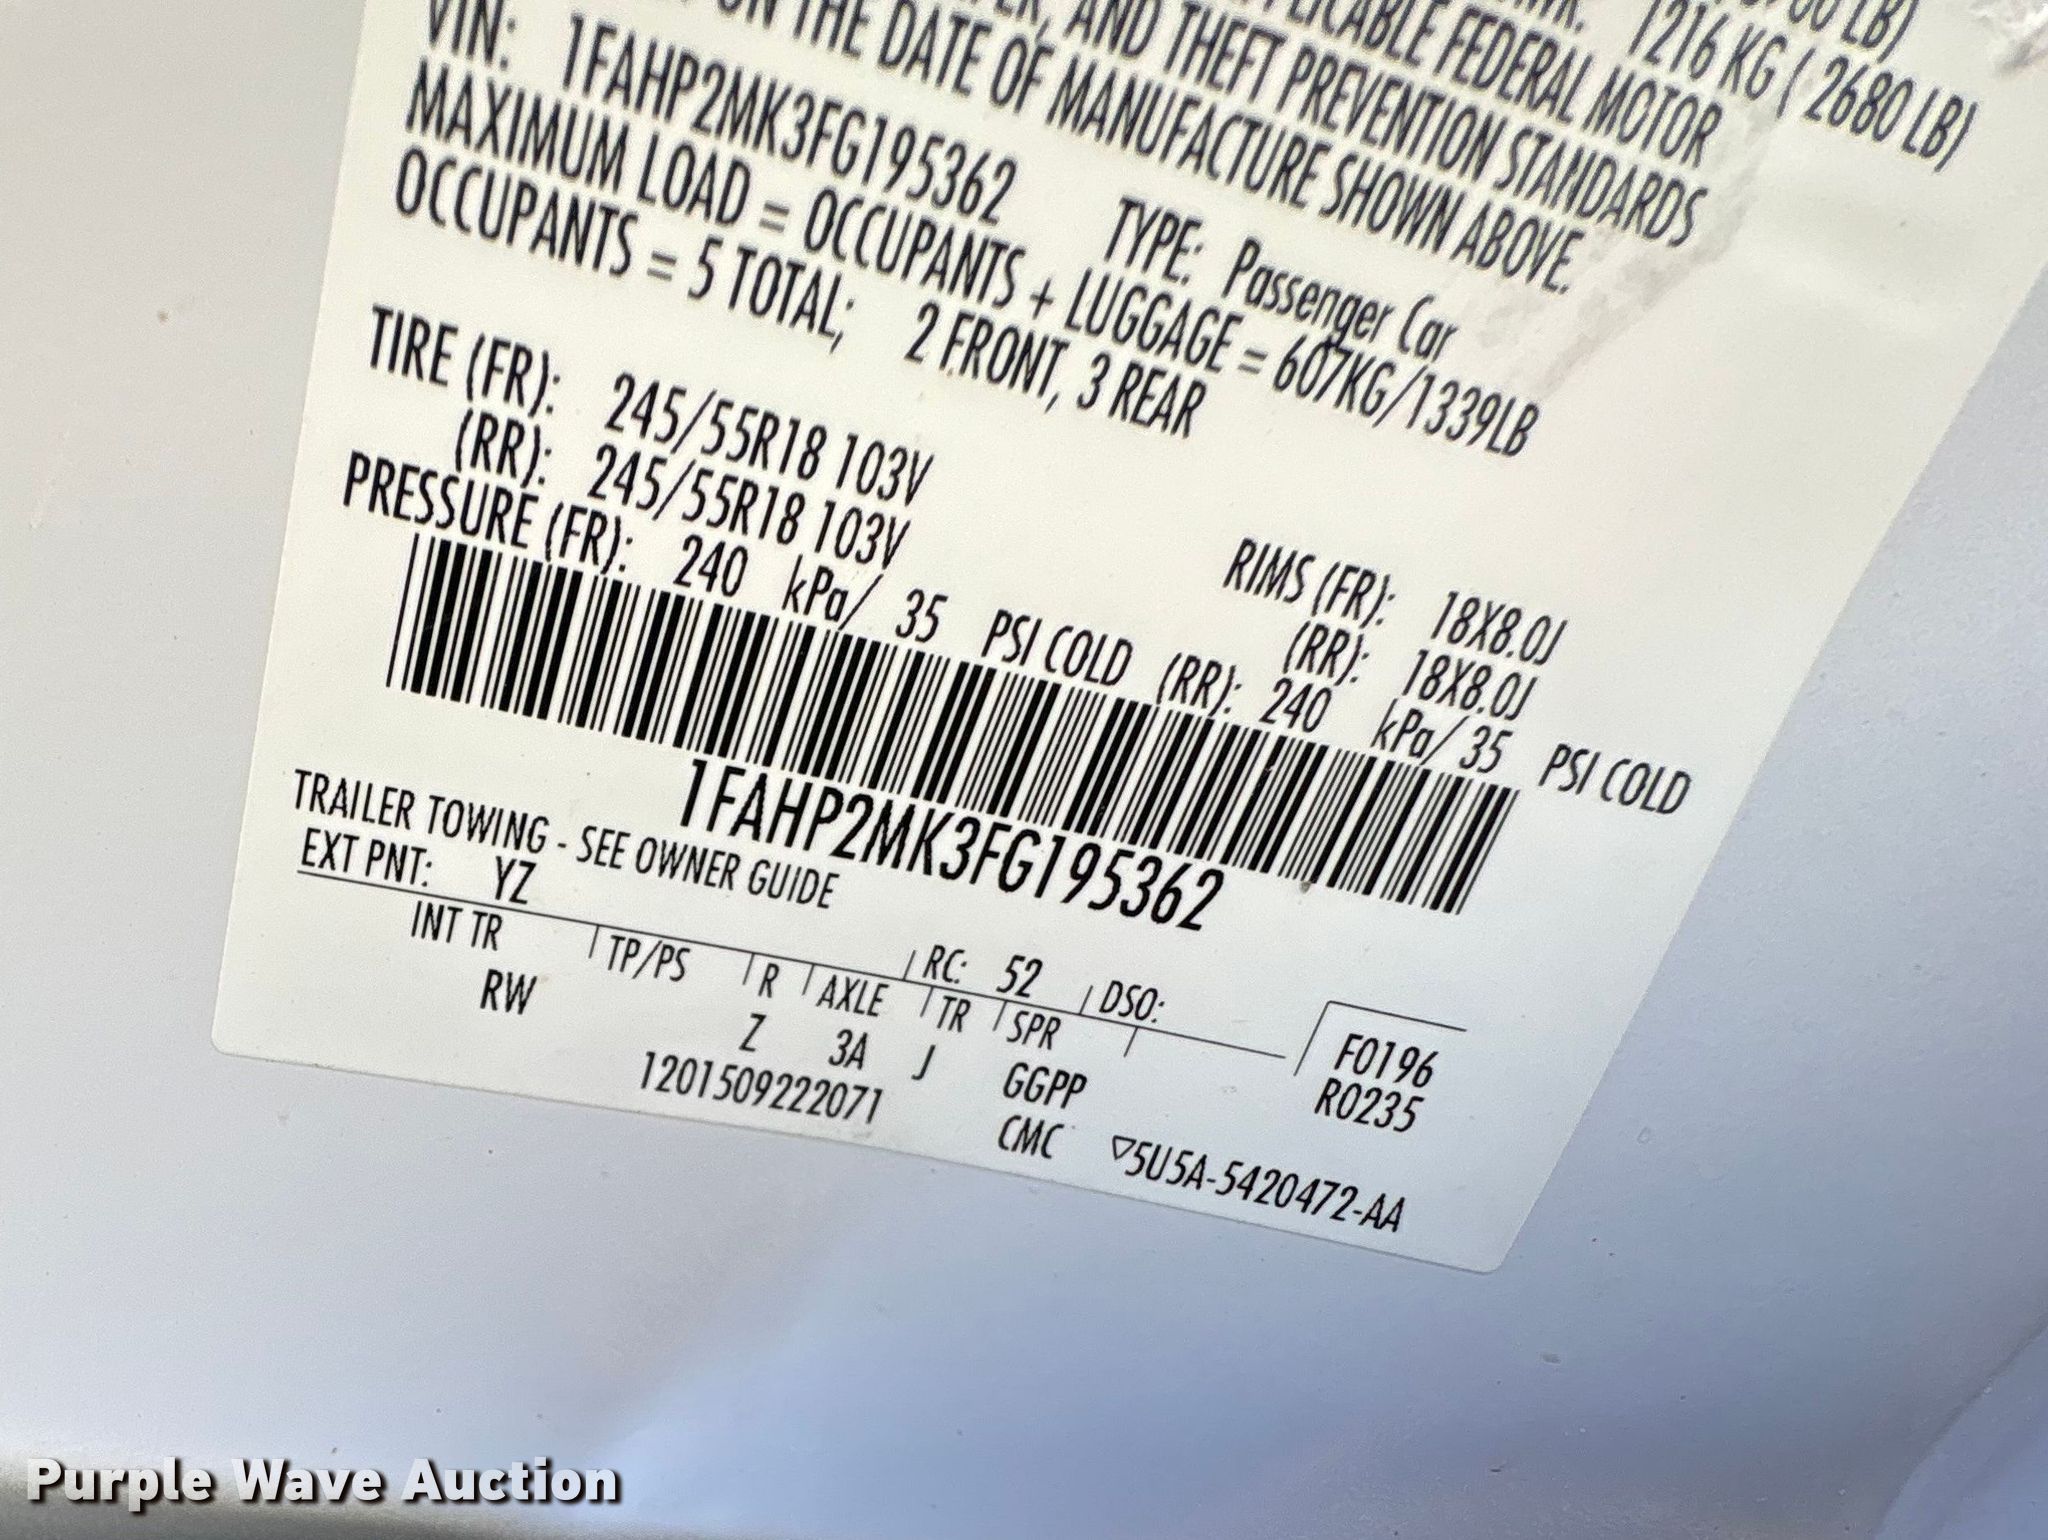 00 LB)
1216 KG ( 2680 LB)
FEDERAL MOTOR
AND THEFT PREVENTION STANDARDS
ON THE DATE OF MANUFACTURE SHOWN ABOVE.
VIN: 1FAHP2MK3FG195362 TYPE: Passenger Car
MAXIMUM LOAD = OCCUPANTS + LUGGAGE = 607KG/1339LB
OCCUPANTS = 5 TOTAL; 2 FRONT, 3 REAR
TIRE (FR): 245/55R18 103V RIMS (FR): 18X8.0J
(RR): 245/55R18 103V (RR): 18X8.0J
PRESSURE (FR): 240 kPa/ 35 PSI COLD (RR): 240 kPa/ 35 PSI COLD
1FAHP2MK3FG195362
TRAILER TOWING - SEE OWNER GUIDE
EXT PNT: YZ RC: 52 DSO:
INT TR TP/PS R AXLE TR SPR F0196
RW Z 3A J GGPP R0235
1201509222071 CMC ▽5U5A-5420472-AA
Purple Wave Auction